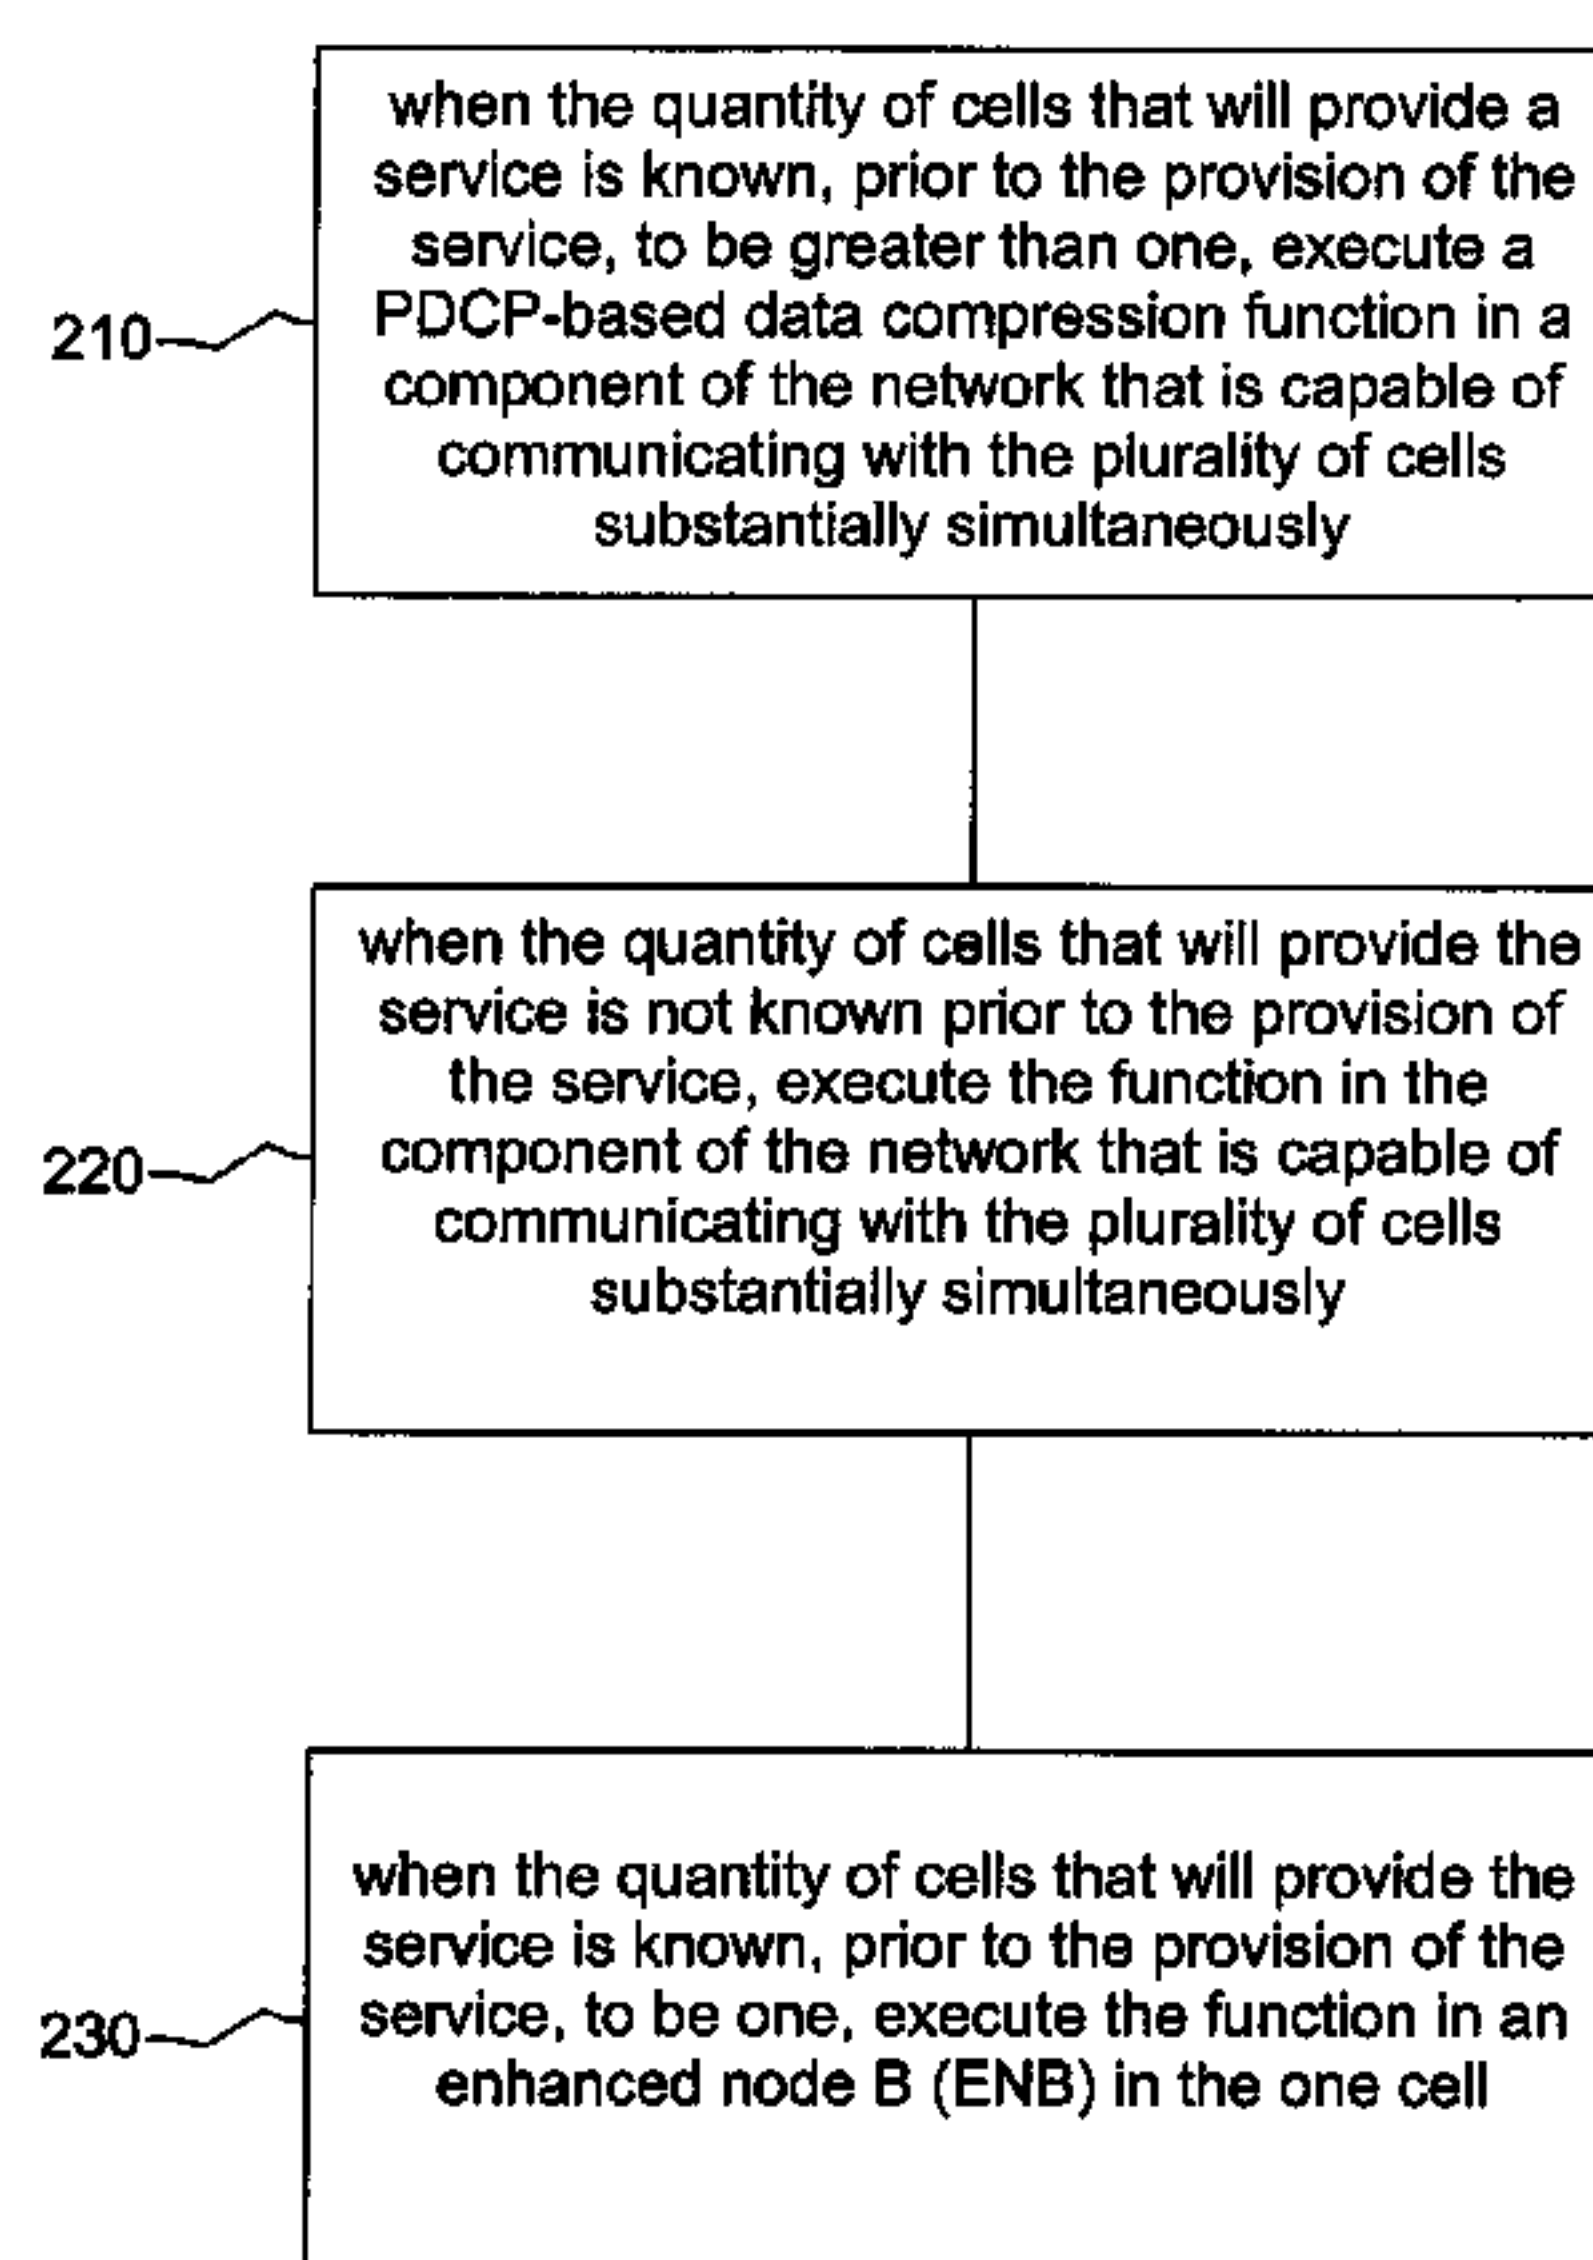 when the quantity of cells that will provide a
service is known, prior to the provision of the
service, to be greater than one, execute a
PDCP-based data compression function in a
component of the network that is capable of
communicating with the plurality of cells
substantially simultaneously
210
when the quantity of cells that will provide the
service is not known prior to the provision of
the service, execute the function in the
component of the network that is capable of
communicating with the plurality of cells
substantially simultaneously
220
when the quantity of cells that will provide the
service is known, prior to the provision of the
service, to be one, execute the function in an
enhanced node B (ENB) in the one cell
230